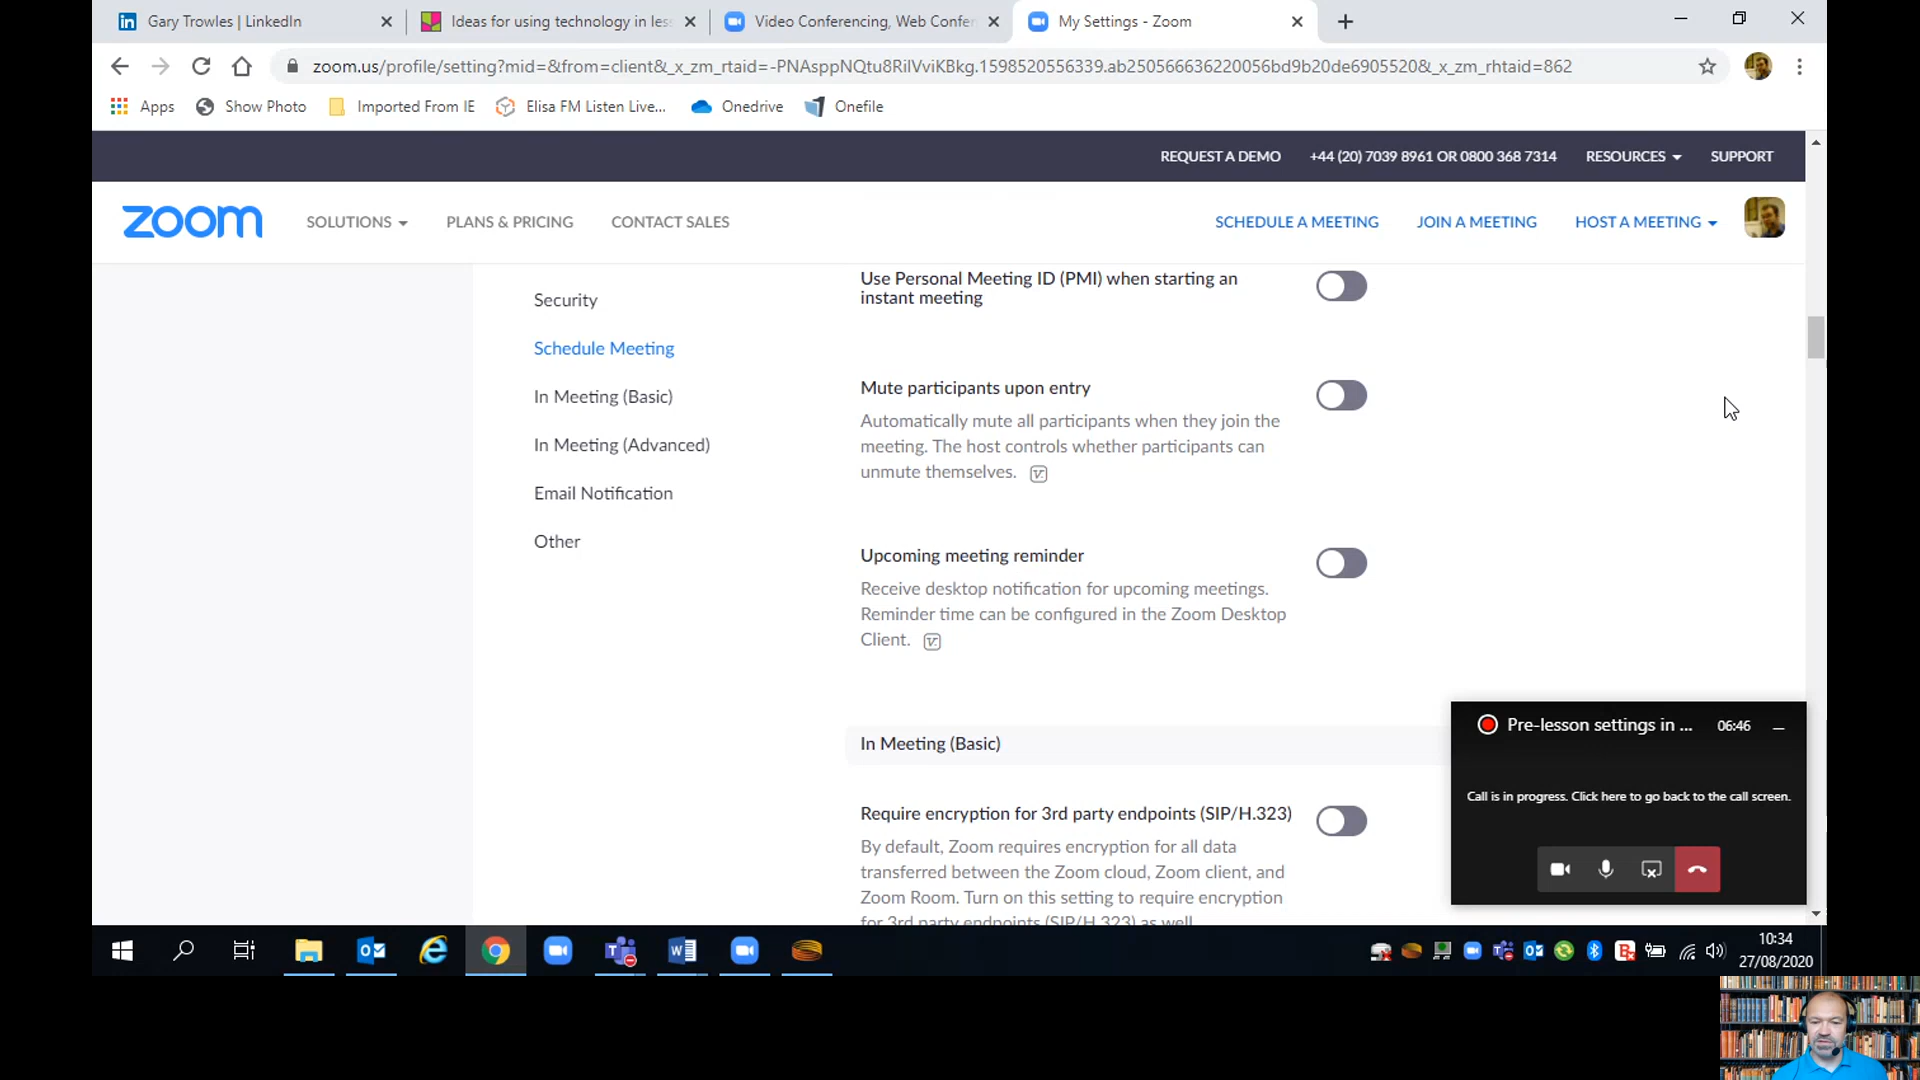 Gary Trowles | LinkedIn
Ideas for using technology in les
Video Conferencing, Web Confer
My Settings - Zoom
zoom.us/profile/setting?mid=&from=client&_x_zm_rtaid=-PNAsppNQtu8RilVviKBkg.1598520556339.ab250566636220056bd9b20de6905520&_x_zm_rhtaid=862
Apps
Show Photo
Imported From IE
Elisa FM Listen Live...
Onedrive
Onefile
REQUEST A DEMO
+44 (20) 7039 8961 OR 0800 368 7314
RESOURCES
SUPPORT
zoom
SOLUTIONS
PLANS & PRICING
CONTACT SALES
SCHEDULE A MEETING
JOIN A MEETING
HOST A MEETING
Security
Schedule Meeting
In Meeting (Basic)
In Meeting (Advanced)
Email Notification
Other
Use Personal Meeting ID (PMI) when starting an
instant meeting
Mute participants upon entry
Automatically mute all participants when they join the
meeting. The host controls whether participants can
unmute themselves.
Upcoming meeting reminder
Receive desktop notification for upcoming meetings.
Reminder time can be configured in the Zoom Desktop
Client.
In Meeting (Basic)
Require encryption for 3rd party endpoints (SIP/H.323)
By default, Zoom requires encryption for all data
transferred between the Zoom cloud, Zoom client, and
Zoom Room. Turn on this setting to require encryption
for 3rd party endpoints (SIP/H.323) as well.
Pre-lesson settings in ...
06:46
Call is in progress. Click here to go back to the call screen.
10:34
27/08/2020